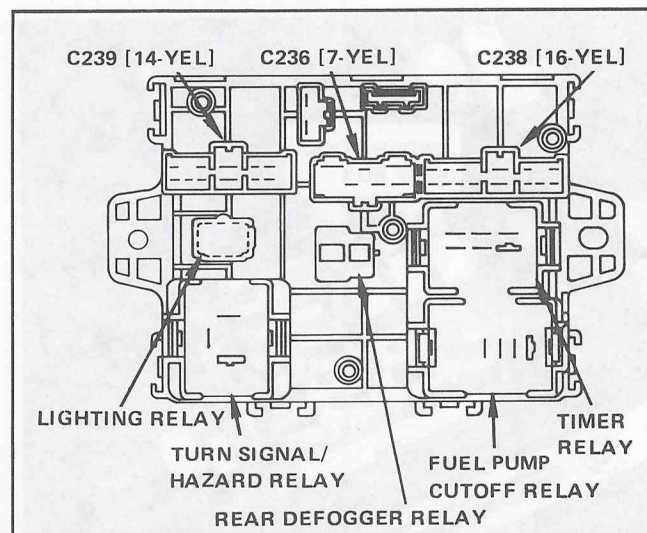 C239 [14-YEL] C236 [7-YEL] C238 [16-YEL]
LIGHTING RELAY
TURN SIGNAL/
HAZARD RELAY
REAR DEFOGGER RELAY
FUEL PUMP
CUTOFF RELAY
TIMER
RELAY